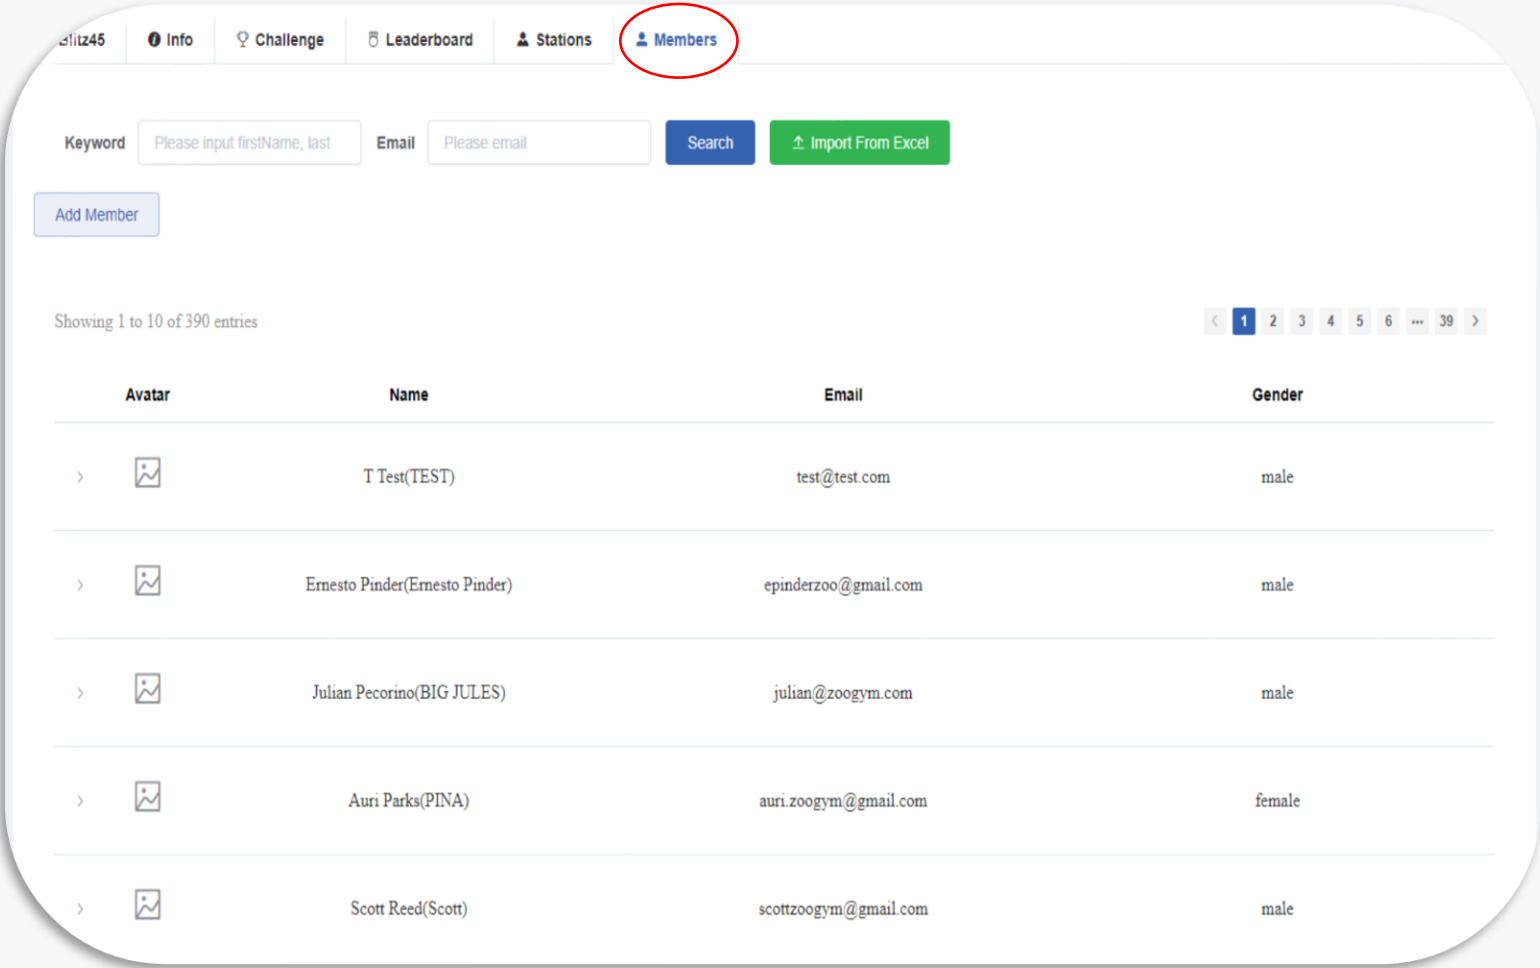 Blitz45 Info Challenge Leaderboard Stations Members
Keyword Please input firstName, last Email Please email Search Import From Excel
Add Member
Showing 1 to 10 of 390 entries < 1 2 3 4 5 6 ••• 39 >
Avatar Name Email Gender
T Test(TEST) test@test.com male
Ernesto Pinder(Ernesto Pinder) epinderzoo@gmail.com male
Julian Pecorino(BIG JULES) julian@zoogym.com male
Auri Parks(PINA) auri.zoogym@gmail.com female
Scott Reed(Scott) scottzoogym@gmail.com male